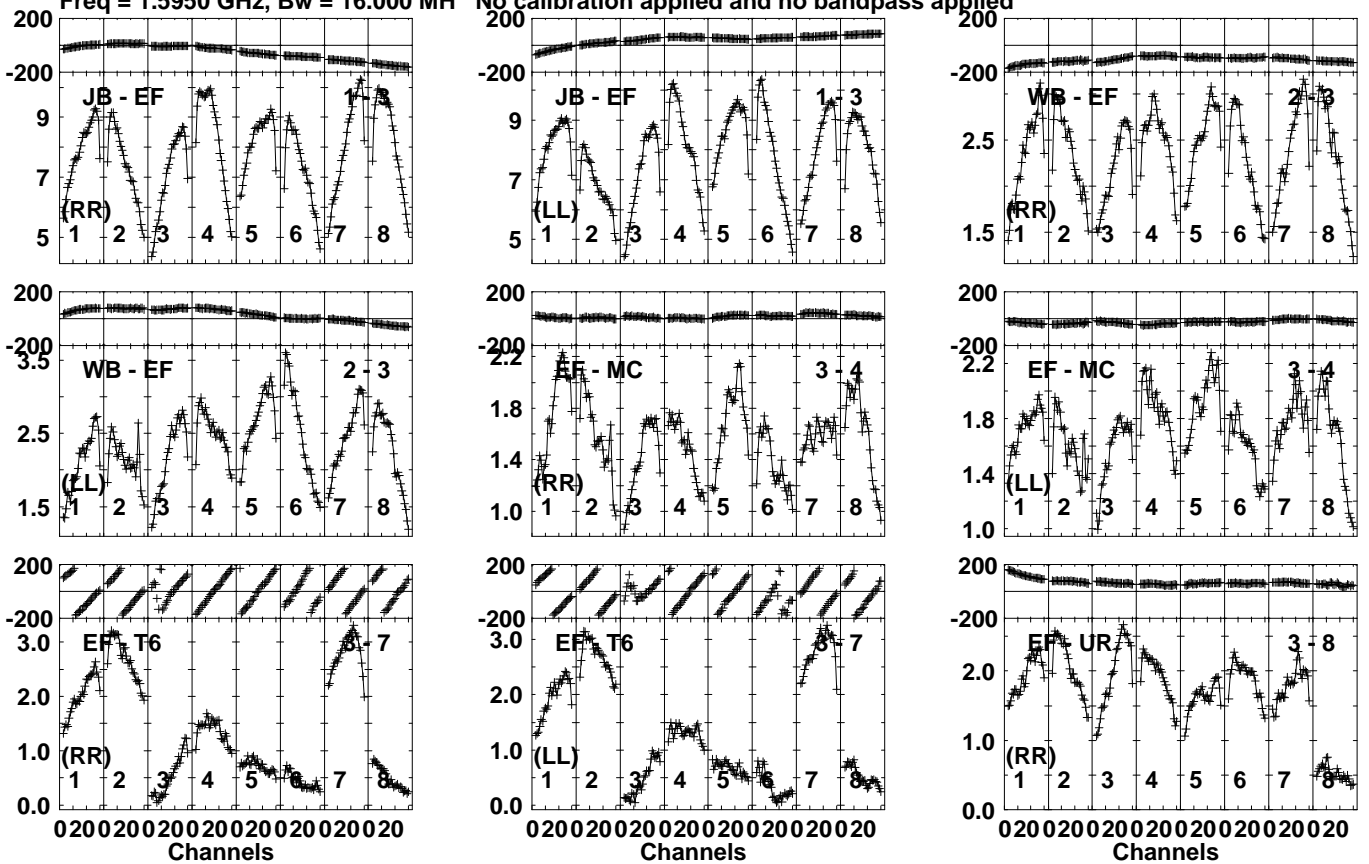 Freq = 1.5950 GHz, Bw = 16.000 MH No calibration applied and no bandpass applied
200 200 200
-200 -200 -200
JB - EF 1 - 3 JB - EF 1 - 3 WB - EF 2 - 3
9 9 2.5
7 7
(RR) (LL) (RR)
5 1 2 3 4 5 6 7 8 5 1 2 3 4 5 6 7 8 1.5 1 2 3 4 5 6 7 8
200 200 200
-200 -200 -200
3.5 2.2 2.2
WB - EF 2 - 3 EF - MC 3 - 4 EF - MC 3 - 4
2.5 1.8 1.8
1.4 1.4
(LL) (RR) (LL)
1.5 1 2 3 4 5 6 7 8 1.0 1 2 3 4 5 6 7 8 1.0 1 2 3 4 5 6 7 8
200 200 200
-200 -200 -200
3.0 EF - T6 3 - 7 3.0 EF - T6 3 - 7 EF - UR 3 - 8
2.0 2.0 2.0
1.0 1.0 1.0
(RR) (LL) (RR)
1 2 3 4 5 6 7 8 1 2 3 4 5 6 7 8 1 2 3 4 5 6 7 8
0.0 0.0 0.0
0 20 0 20 0 20 0 20 0 20 0 20 0 20 0 20 0 20 0 20 0 20 0 20 0 20 0 20 0 20 0 20 0 20 0 20 0 20 0 20 0 20 0 20 0 20 0 20
Channels Channels Channels